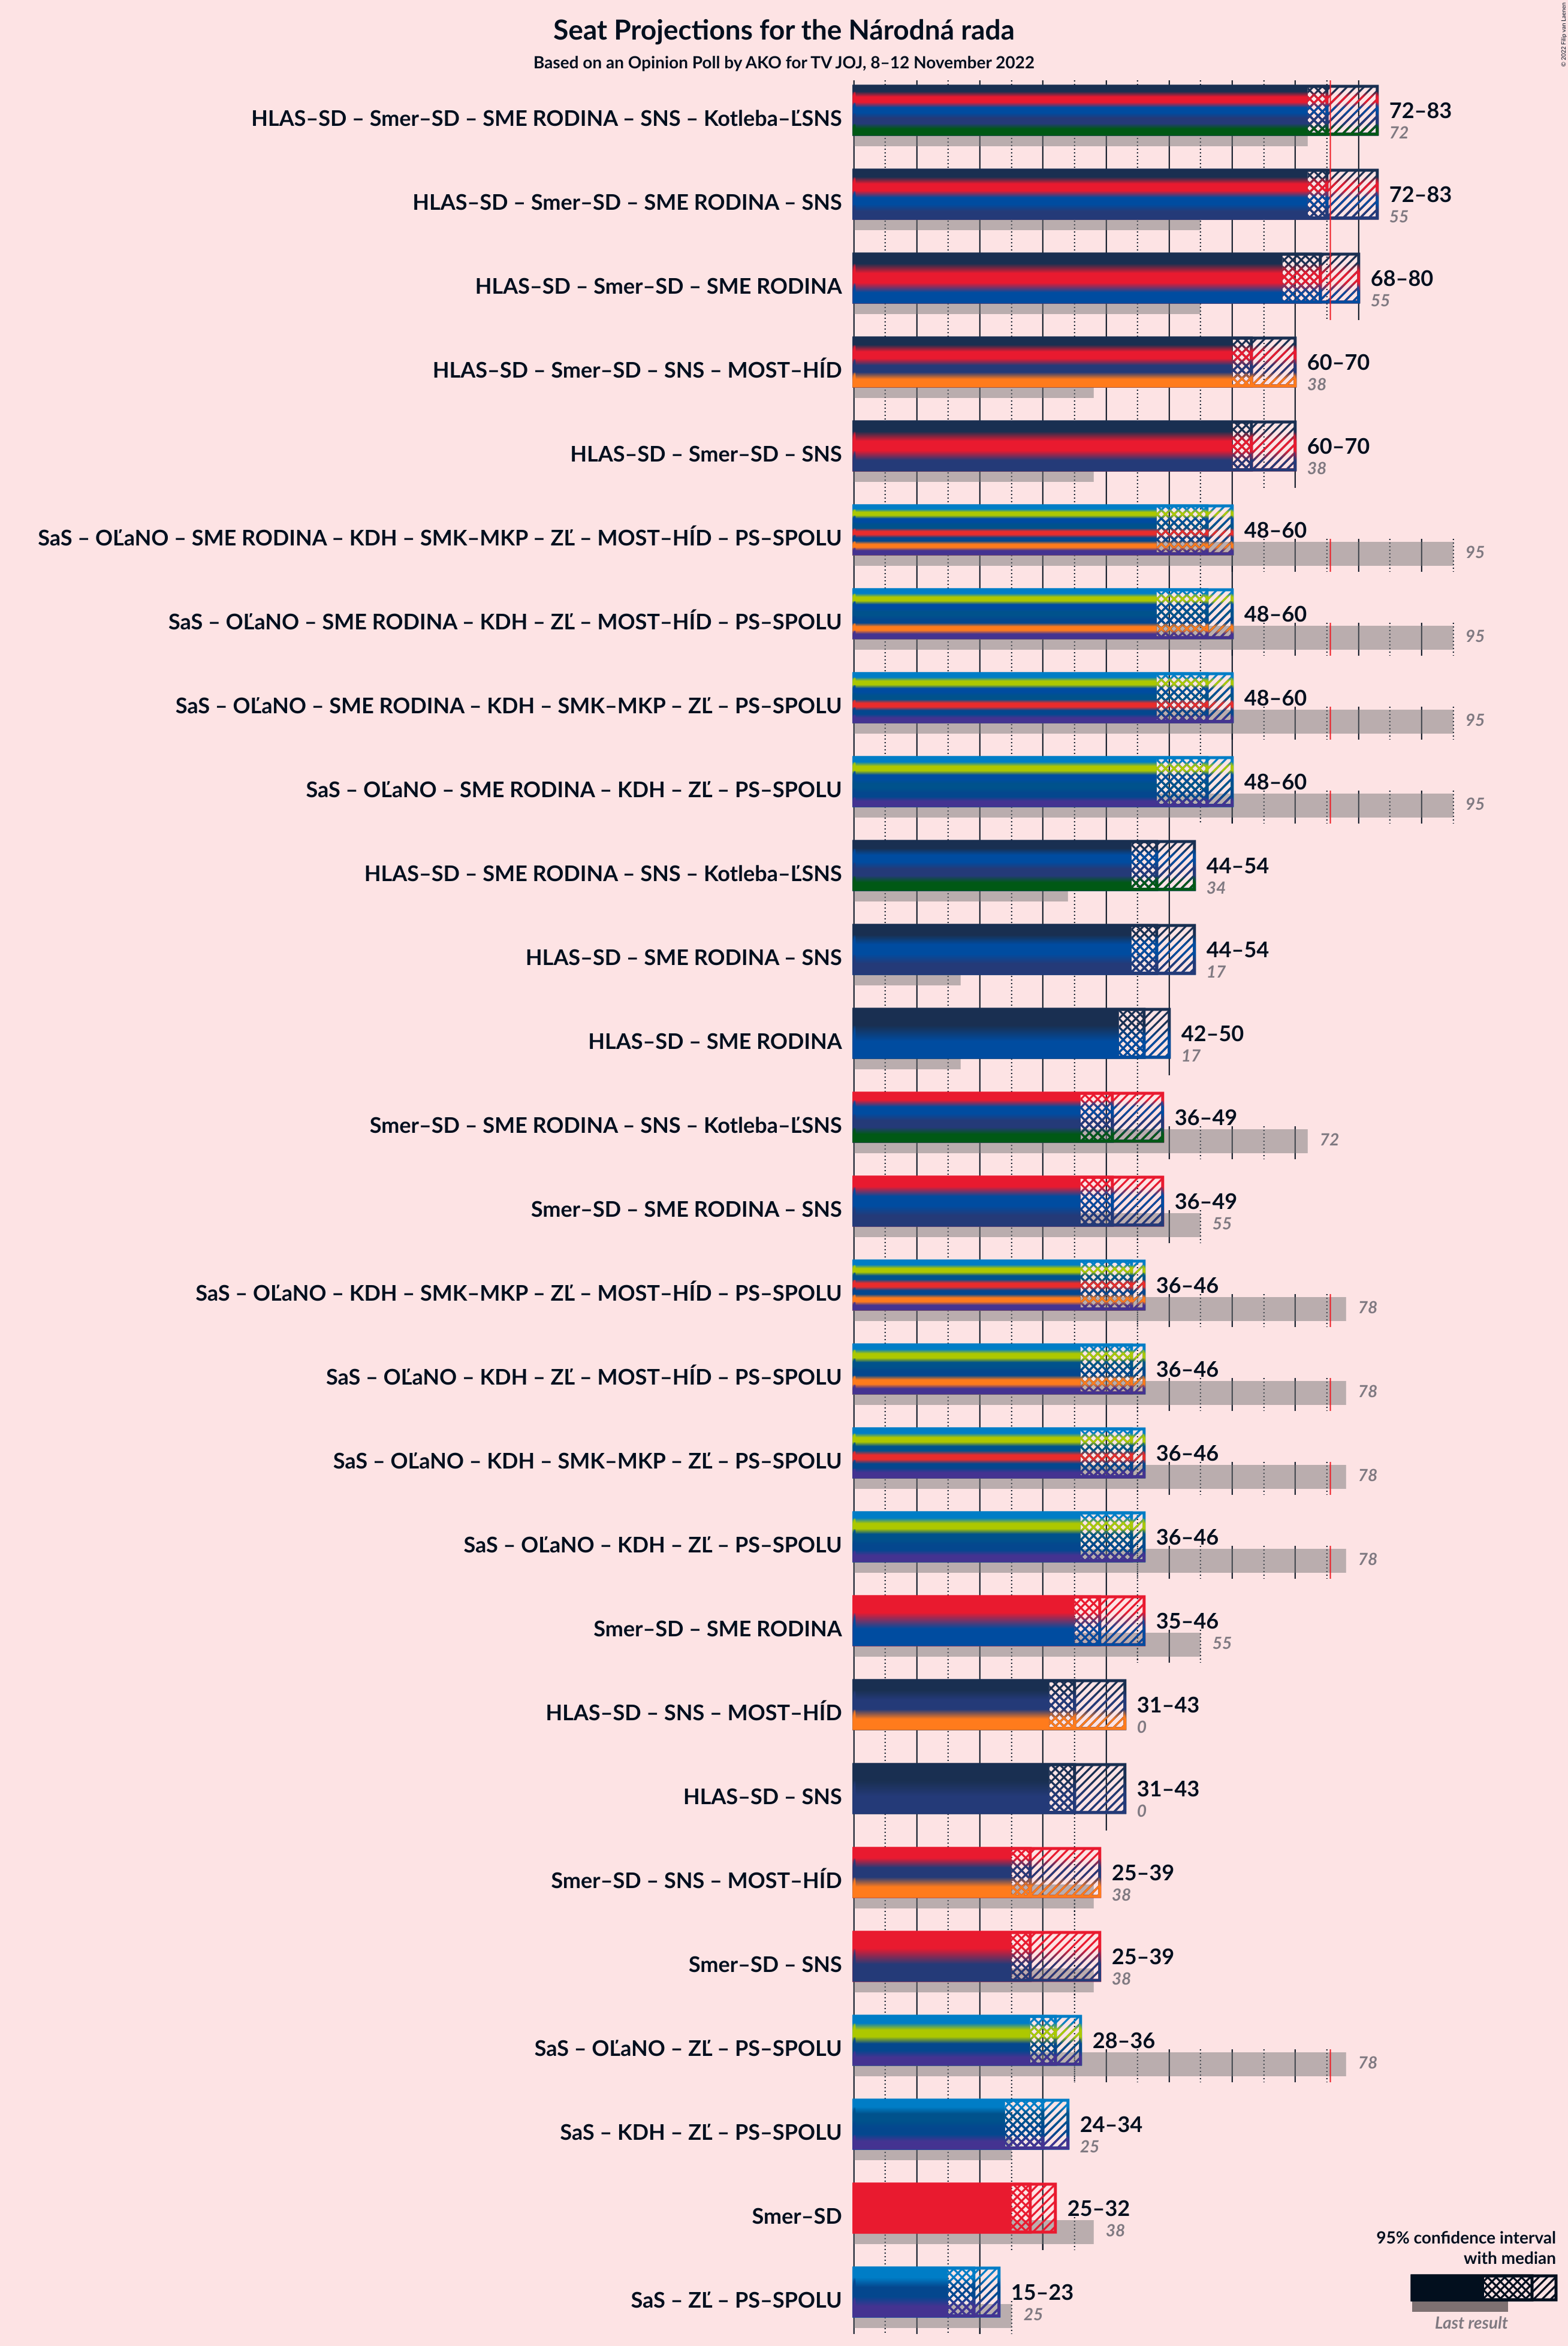 Seat Projections for the Národná rada
Based on an Opinion Poll by AKO for TV JOJ, 8–12 November 2022
© 2022 Filip van Laenen
HLAS–SD – Smer–SD – SME RODINA – SNS – Kotleba–ĽSNS
72–83
72
HLAS–SD – Smer–SD – SME RODINA – SNS
72–83
55
HLAS–SD – Smer–SD – SME RODINA
68–80
55
HLAS–SD – Smer–SD – SNS – MOST–HÍD
60–70
38
HLAS–SD – Smer–SD – SNS
60–70
38
SaS – OĽaNO – SME RODINA – KDH – SMK–MKP – ZĽ – MOST–HÍD – PS–SPOLU
48–60
95
SaS – OĽaNO – SME RODINA – KDH – ZĽ – MOST–HÍD – PS–SPOLU
48–60
95
SaS – OĽaNO – SME RODINA – KDH – SMK–MKP – ZĽ – PS–SPOLU
48–60
95
SaS – OĽaNO – SME RODINA – KDH – ZĽ – PS–SPOLU
48–60
95
HLAS–SD – SME RODINA – SNS – Kotleba–ĽSNS
44–54
34
HLAS–SD – SME RODINA – SNS
44–54
17
HLAS–SD – SME RODINA
42–50
17
Smer–SD – SME RODINA – SNS – Kotleba–ĽSNS
36–49
72
Smer–SD – SME RODINA – SNS
36–49
55
SaS – OĽaNO – KDH – SMK–MKP – ZĽ – MOST–HÍD – PS–SPOLU
36–46
78
SaS – OĽaNO – KDH – ZĽ – MOST–HÍD – PS–SPOLU
36–46
78
SaS – OĽaNO – KDH – SMK–MKP – ZĽ – PS–SPOLU
36–46
78
SaS – OĽaNO – KDH – ZĽ – PS–SPOLU
36–46
78
Smer–SD – SME RODINA
35–46
55
HLAS–SD – SNS – MOST–HÍD
31–43
0
HLAS–SD – SNS
31–43
0
Smer–SD – SNS – MOST–HÍD
25–39
38
Smer–SD – SNS
25–39
38
SaS – OĽaNO – ZĽ – PS–SPOLU
28–36
78
SaS – KDH – ZĽ – PS–SPOLU
24–34
25
Smer–SD
25–32
38
SaS – ZĽ – PS–SPOLU
15–23
25
95% confidence interval
with median
Last result